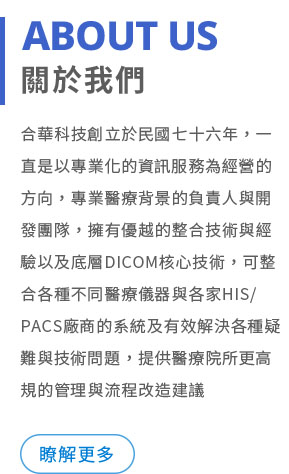 ABOUT US
關於我們
合華科技創立於民國七十六年，一
直是以專業化的資訊服務為經營的
方向，專業醫療背景的負責人與開
發團隊，擁有優越的整合技術與經
驗以及底層DICOM核心技術，可整
合各種不同醫療儀器與各家HIS/
PACS廠商的系統及有效解決各種疑
難與技術問題，提供醫療院所更高
規的管理與流程改造建議
瞭解更多